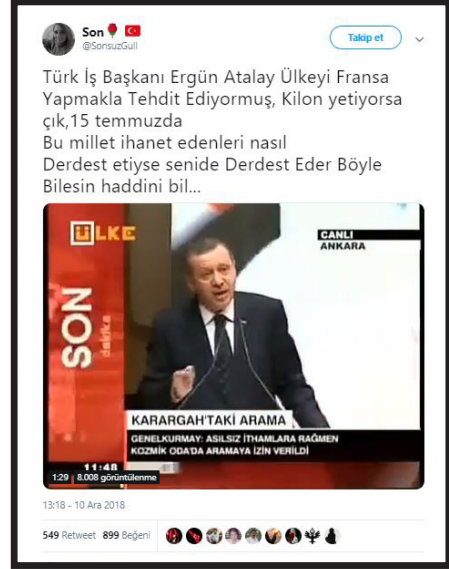 Son
@SonsuzGull
Takip et
Türk İş Başkanı Ergün Atalay Ülkeyi Fransa
Yapmakla Tehdit Ediyormuş, Kilon yetiyorsa
çık,15 temmuzda
Bu millet ihanet edenleri nasıl
Derdest etiyse senide Derdest Eder Böyle
Bilesin haddini bil...
ÜLKE
CANLI
ANKARA
SON
dakika
KARARGAH'TAKİ ARAMA
GENELKURMAY: ASILSIZ İTHAMLARA RAĞMEN
KOZMİK ODADA ARAMAYA İZİN VERİLDİ
11:48
1:29 8.008 görüntülenme
13:18 - 10 Ara 2018
549 Retweet 899 Beğeni